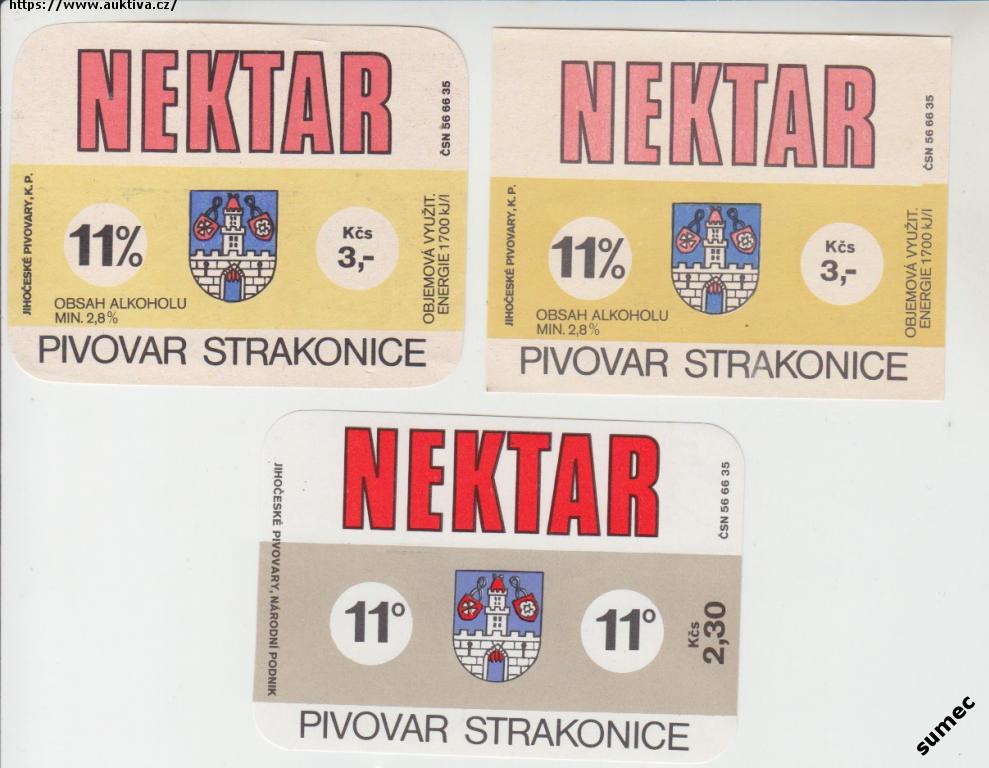 https://www.auktiva.cz/
NEKTAR
ČSN 56 66 35
JIHOČESKÉ PIVOVARY, K. P.
11%
Kčs
3,-
OBJEMOVÁ VYUŽIT.
ENERGIE 1700 kJ/l
OBSAH ALKOHOLU
MIN. 2,8%
PIVOVAR STRAKONICE
NEKTAR
ČSN 56 66 35
JIHOČESKÉ PIVOVARY, K. P.
11%
Kčs
3,-
OBJEMOVÁ VYUŽIT.
ENERGIE 1700 kJ/l
OBSAH ALKOHOLU
MIN. 2,8%
PIVOVAR STRAKONICE
NEKTAR
ČSN 56 66 35
JIHOČESKÉ PIVOVARY, NÁRODNÍ PODNIK
11°
11°
Kčs
2,30
PIVOVAR STRAKONICE
sumec